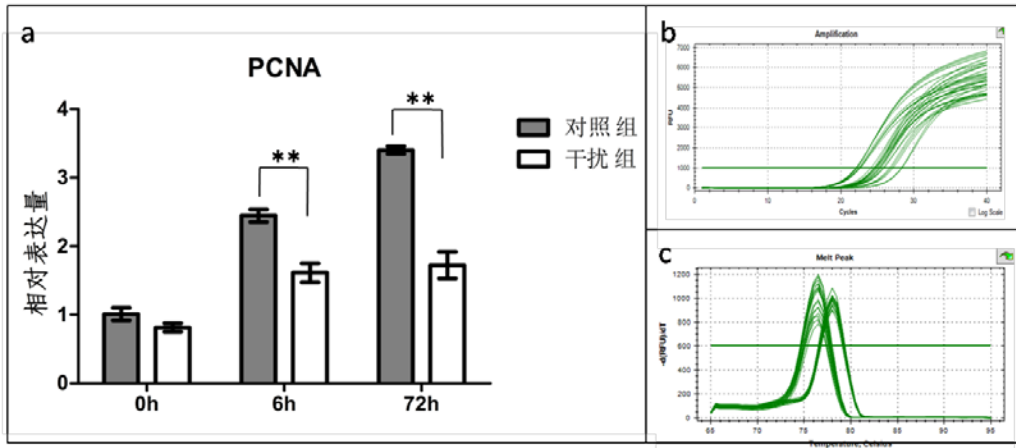 a
PCNA
相对表达量
4
3
2
1
0
**
**
对照组
干扰组
0h 6h 72h
b
Amplification
RFU
7000
6000
5000
4000
3000
2000
1000
0
0 10 20 30 40
Cycles
Log Scale
c
Melt Peak
-d(RFU)/dT
1200
1000
800
600
400
200
0
65 70 75 80 85 90 95
Temperature, Celsius